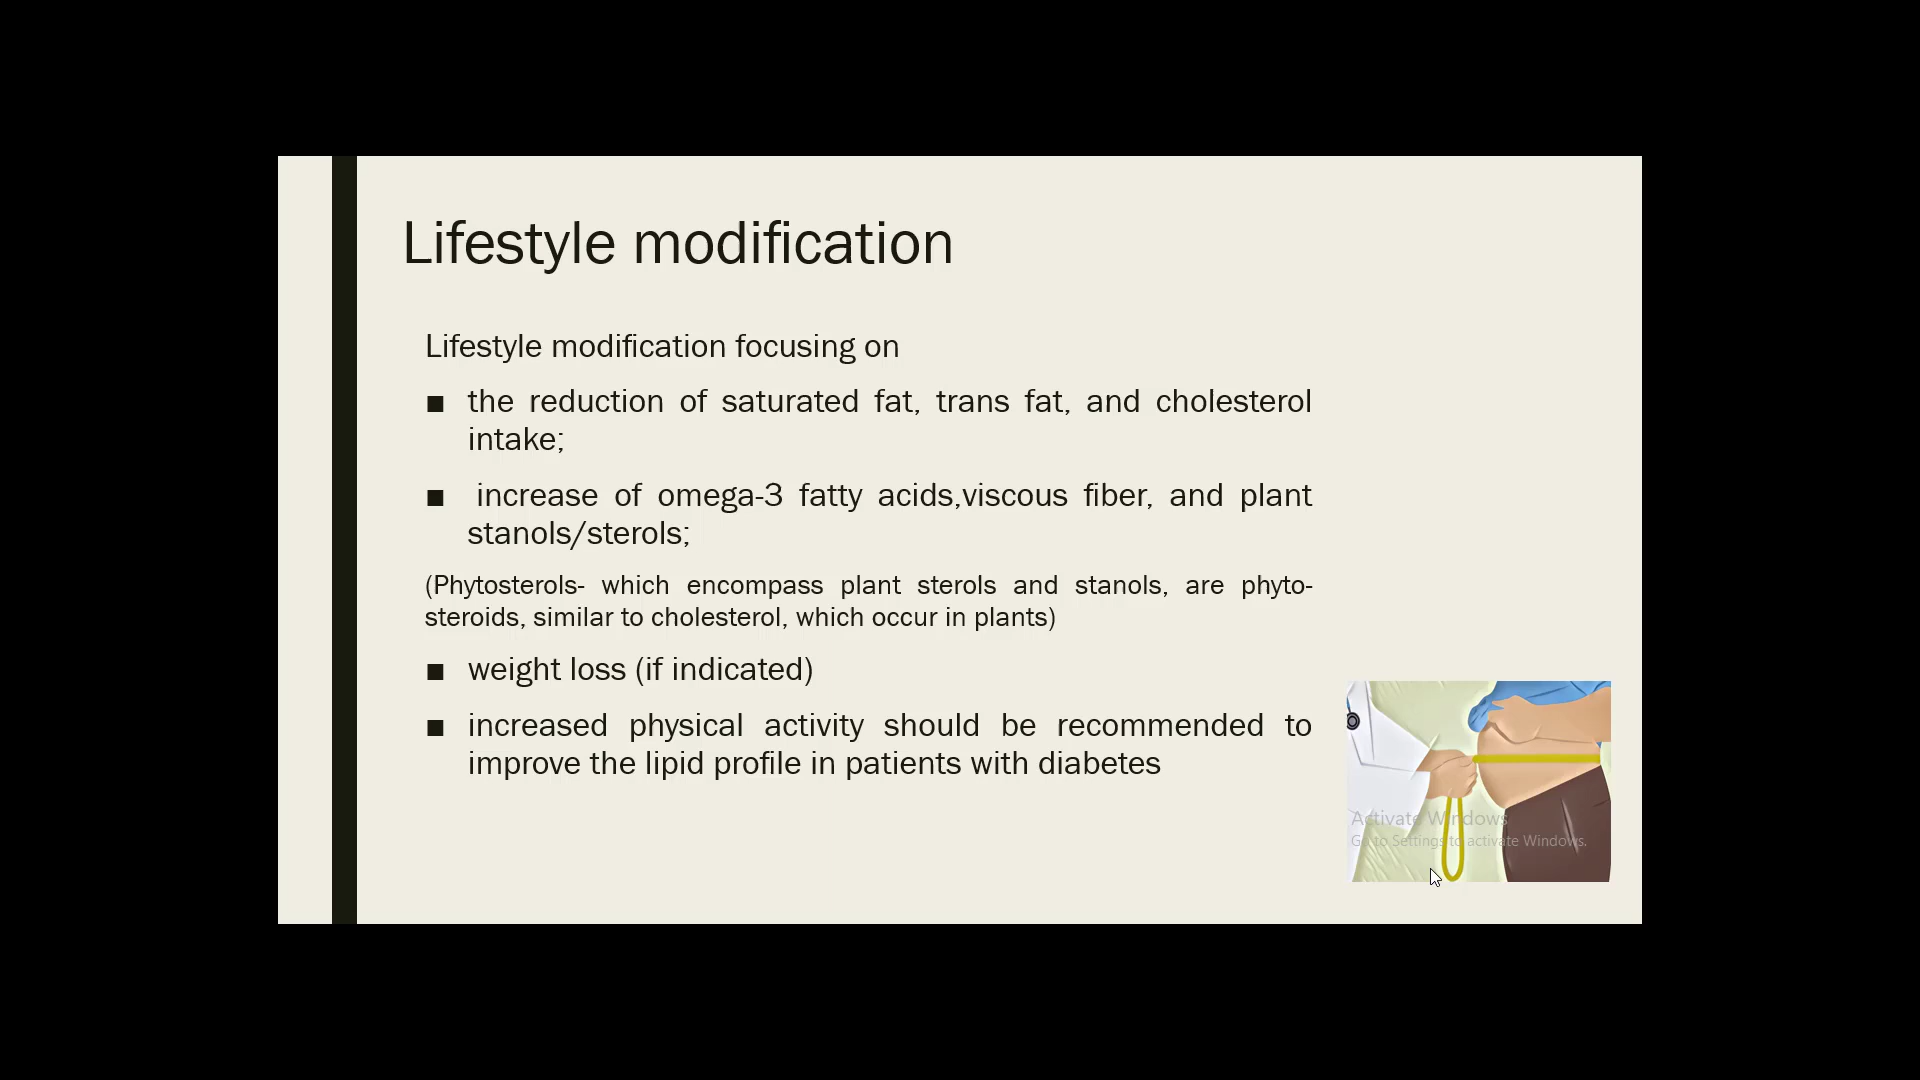 Lifestyle modification
Lifestyle modification focusing on
■ the reduction of saturated fat, trans fat, and cholesterol
intake;
■ increase of omega-3 fatty acids,viscous fiber, and plant
stanols/sterols;
(Phytosterols- which encompass plant sterols and stanols, are phyto-
steroids, similar to cholesterol, which occur in plants)
■ weight loss (if indicated)
■ increased physical activity should be recommended to
improve the lipid profile in patients with diabetes
Activate Windows
Go to Settings to activate Windows.